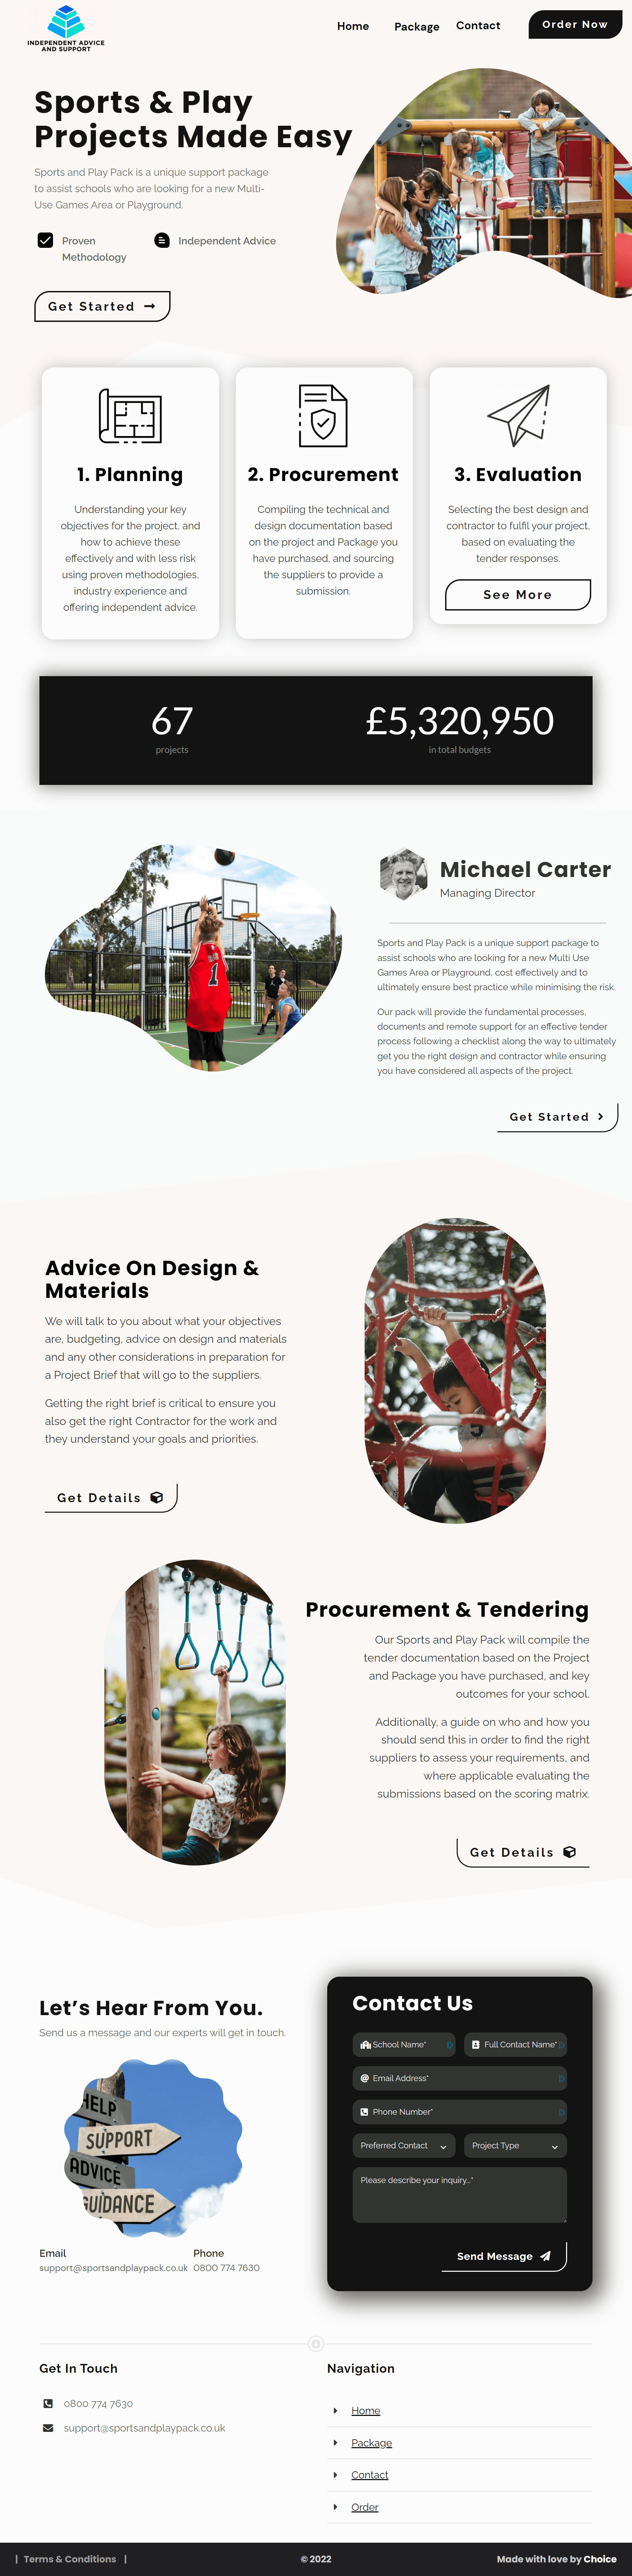 INDEPENDENT ADVICE
AND SUPPORT
Home
Package
Contact
Order Now
Sports & Play
Projects Made Easy
Sports and Play Pack is a unique support package
to assist schools who are looking for a new Multi-
Use Games Area or Playground.
Proven
Methodology
Independent Advice
Get Started
1. Planning
Understanding your key
objectives for the project, and
how to achieve these
effectively and with less risk
using proven methodologies,
industry experience and
offering independent advice.
2. Procurement
Compiling the technical and
design documentation based
on the project and Package you
have purchased, and sourcing
the suppliers to provide a
submission.
3. Evaluation
Selecting the best design and
contractor to fulfil your project,
based on evaluating the
tender responses.
See More
67
projects
£5,320,950
in total budgets
1
Michael Carter
Managing Director
Sports and Play Pack is a unique support package to
assist schools who are looking for a new Multi Use
Games Area or Playground, cost effectively and to
ultimately ensure best practice while minimising the risk.
Our pack will provide the fundamental processes,
documents and remote support for an effective tender
process following a checklist along the way to ultimately
get you the right design and contractor while ensuring
you have considered all aspects of the project.
Get Started
Advice On Design &
Materials
We will talk to you about what your objectives
are, budgeting, advice on design and materials
and any other considerations in preparation for
a Project Brief that will go to the suppliers.
Getting the right brief is critical to ensure you
also get the right Contractor for the work and
they understand your goals and priorities.
Get Details
Procurement & Tendering
Our Sports and Play Pack will compile the
tender documentation based on the Project
and Package you have purchased, and key
outcomes for your school.
Additionally, a guide on who and how you
should send this in order to find the right
suppliers to assess your requirements, and
where applicable evaluating the
submissions based on the scoring matrix.
Get Details
Let's Hear From You.
Send us a message and our experts will get in touch.
HELP
SUPPORT
ADVICE
GUIDANCE
Email
support@sportsandplaypack.co.uk
Phone
0800 774 7630
Contact Us
School Name*
Full Contact Name*
Email Address*
Phone Number*
Preferred Contact
Project Type
Please describe your inquiry...*
Send Message
Get In Touch
0800 774 7630
support@sportsandplaypack.co.uk
Navigation
Home
Package
Contact
Order
| Terms & Conditions |
© 2022
Made with love by Choice